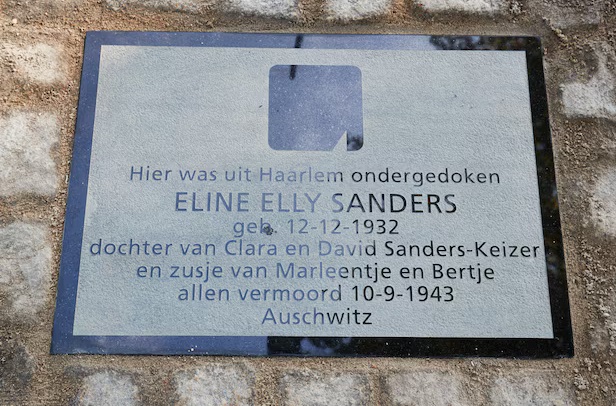 Hier was uit Haarlem ondergedoken
ELINE ELLY SANDERS
geb. 12-12-1932
dochter van Clara en David Sanders-Keizer
en zusje van Marleentje en Bertje
allen vermoord 10-9-1943
Auschwitz